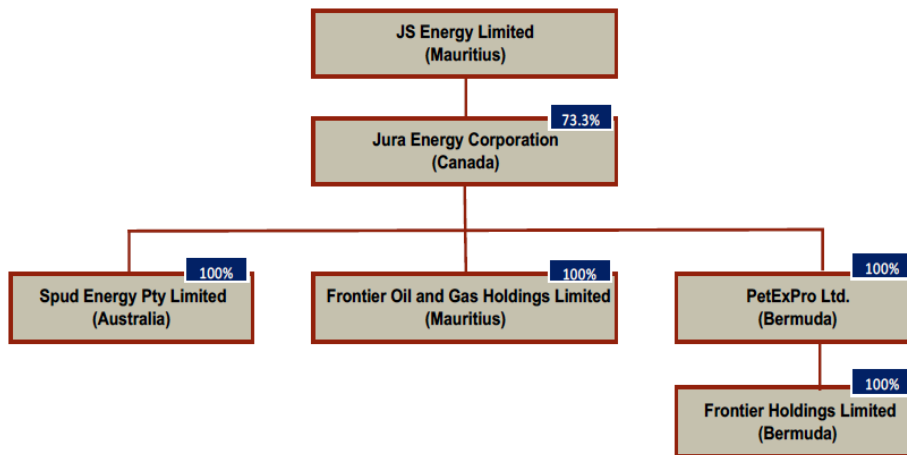 JS Energy Limited
(Mauritius)
73.3%
Jura Energy Corporation
(Canada)
100%
Spud Energy Pty Limited
(Australia)
100%
Frontier Oil and Gas Holdings Limited
(Mauritius)
100%
PetExPro Ltd.
(Bermuda)
100%
Frontier Holdings Limited
(Bermuda)